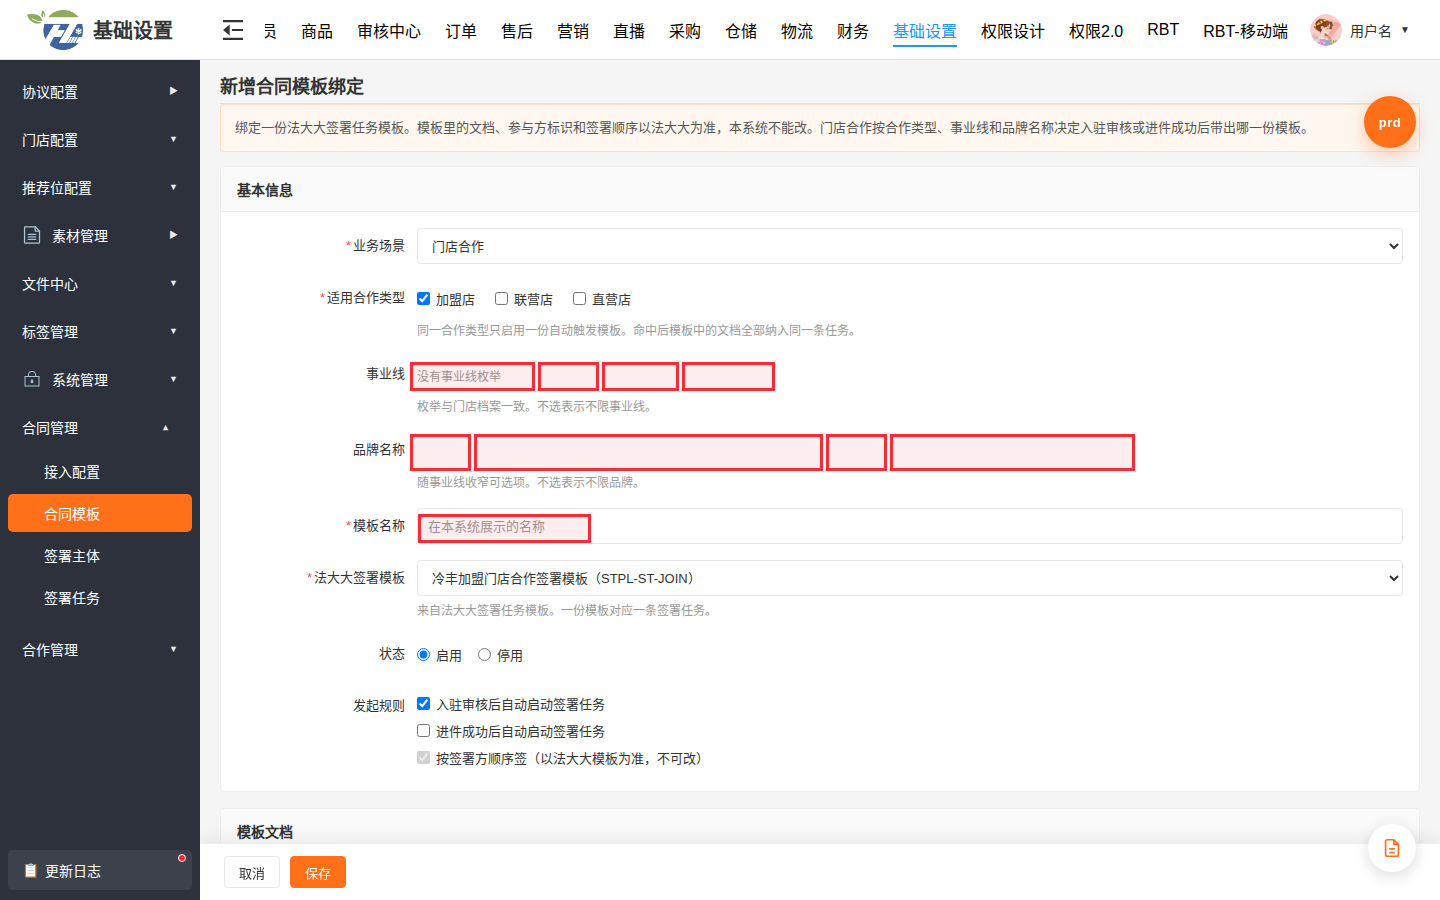 基础设置
员 商品 审核中心 订单 售后 营销 直播 采购 仓储 物流 财务 基础设置 权限设计 权限2.0 RBT RBT-移动端 用户名
协议配置
门店配置
推荐位配置
素材管理
文件中心
标签管理
系统管理
合同管理
接入配置
合同模板
签署主体
签署任务
合作管理
更新日志
新增合同模板绑定
绑定一份法大大签署任务模板。模板里的文档、参与方标识和签署顺序以法大大为准，本系统不能改。门店合作按合作类型、事业线和品牌名称决定入驻审核或进件成功后带出哪一份模板。
prd
基本信息
*业务场景 门店合作
*适用合作类型 加盟店 联营店 直营店
同一合作类型只启用一份自动触发模板。命中后模板中的文档全部纳入同一条任务。
事业线 没有事业线枚举
枚举与门店档案一致。不选表示不限事业线。
品牌名称
随事业线收窄可选项。不选表示不限品牌。
*模板名称 在本系统展示的名称
*法大大签署模板 冷丰加盟门店合作签署模板（STPL-ST-JOIN）
来自法大大签署任务模板。一份模板对应一条签署任务。
状态 启用 停用
发起规则 入驻审核后自动启动签署任务
进件成功后自动启动签署任务
按签署方顺序签（以法大大模板为准，不可改）
模板文档
取消 保存